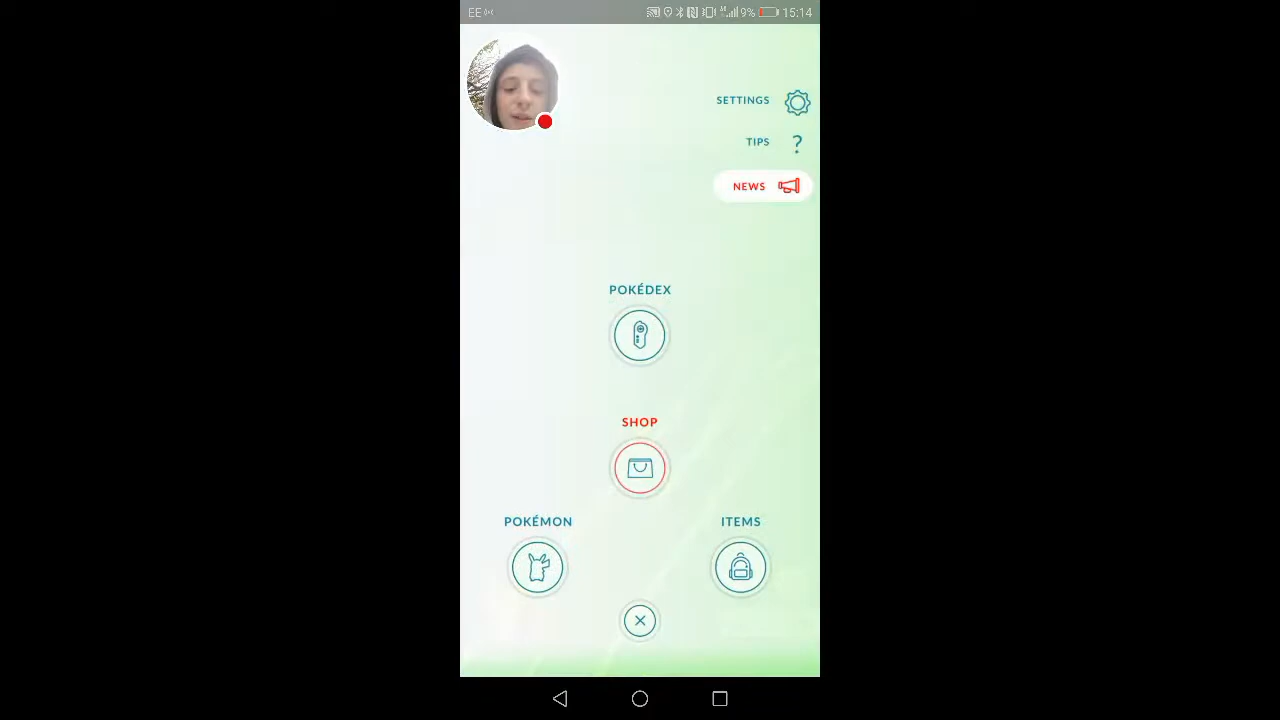 EE 9% 15:14
SETTINGS
TIPS ?
NEWS
POKÉDEX
SHOP
POKÉMON ITEMS